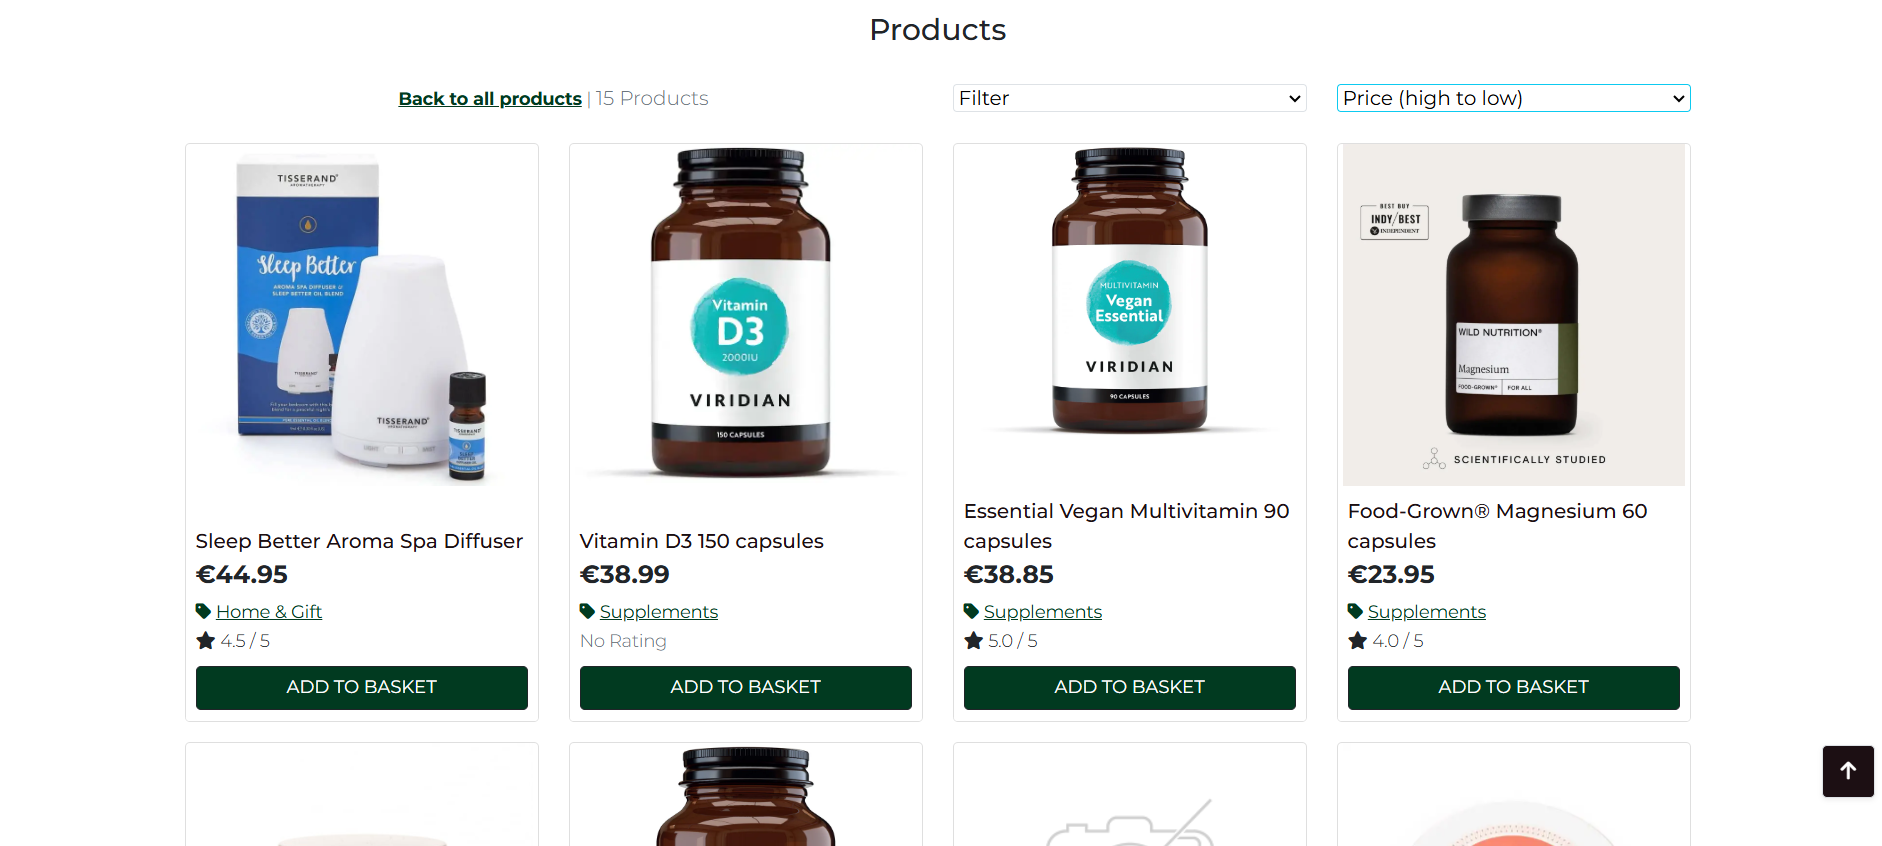 Products
Back to all products | 15 Products
Filter
Price (high to low)
TISSERAND®
AROMATHERAPY
Sleep Better
AROMA SPA DIFFUSER &
SLEEP BETTER OIL BLEND
TISSERAND®
AROMATHERAPY
TISSERAND
SLEEP
BETTER
Vitamin
D3
2000IU
VIRIDIAN
150 CAPSULES
MULTIVITAMIN
Vegan
Essential
VIRIDIAN
90 CAPSULES
BEST BUY
INDY/BEST
INDEPENDENT
WILD NUTRITION®
Magnesium
FOOD-GROWN®
FOR ALL
SCIENTIFICALLY STUDIED
Sleep Better Aroma Spa Diffuser
€44.95
Home & Gift
4.5 / 5
ADD TO BASKET
Vitamin D3 150 capsules
€38.99
Supplements
No Rating
ADD TO BASKET
Essential Vegan Multivitamin 90
capsules
€38.85
Supplements
5.0 / 5
ADD TO BASKET
Food-Grown® Magnesium 60
capsules
€23.95
Supplements
4.0 / 5
ADD TO BASKET